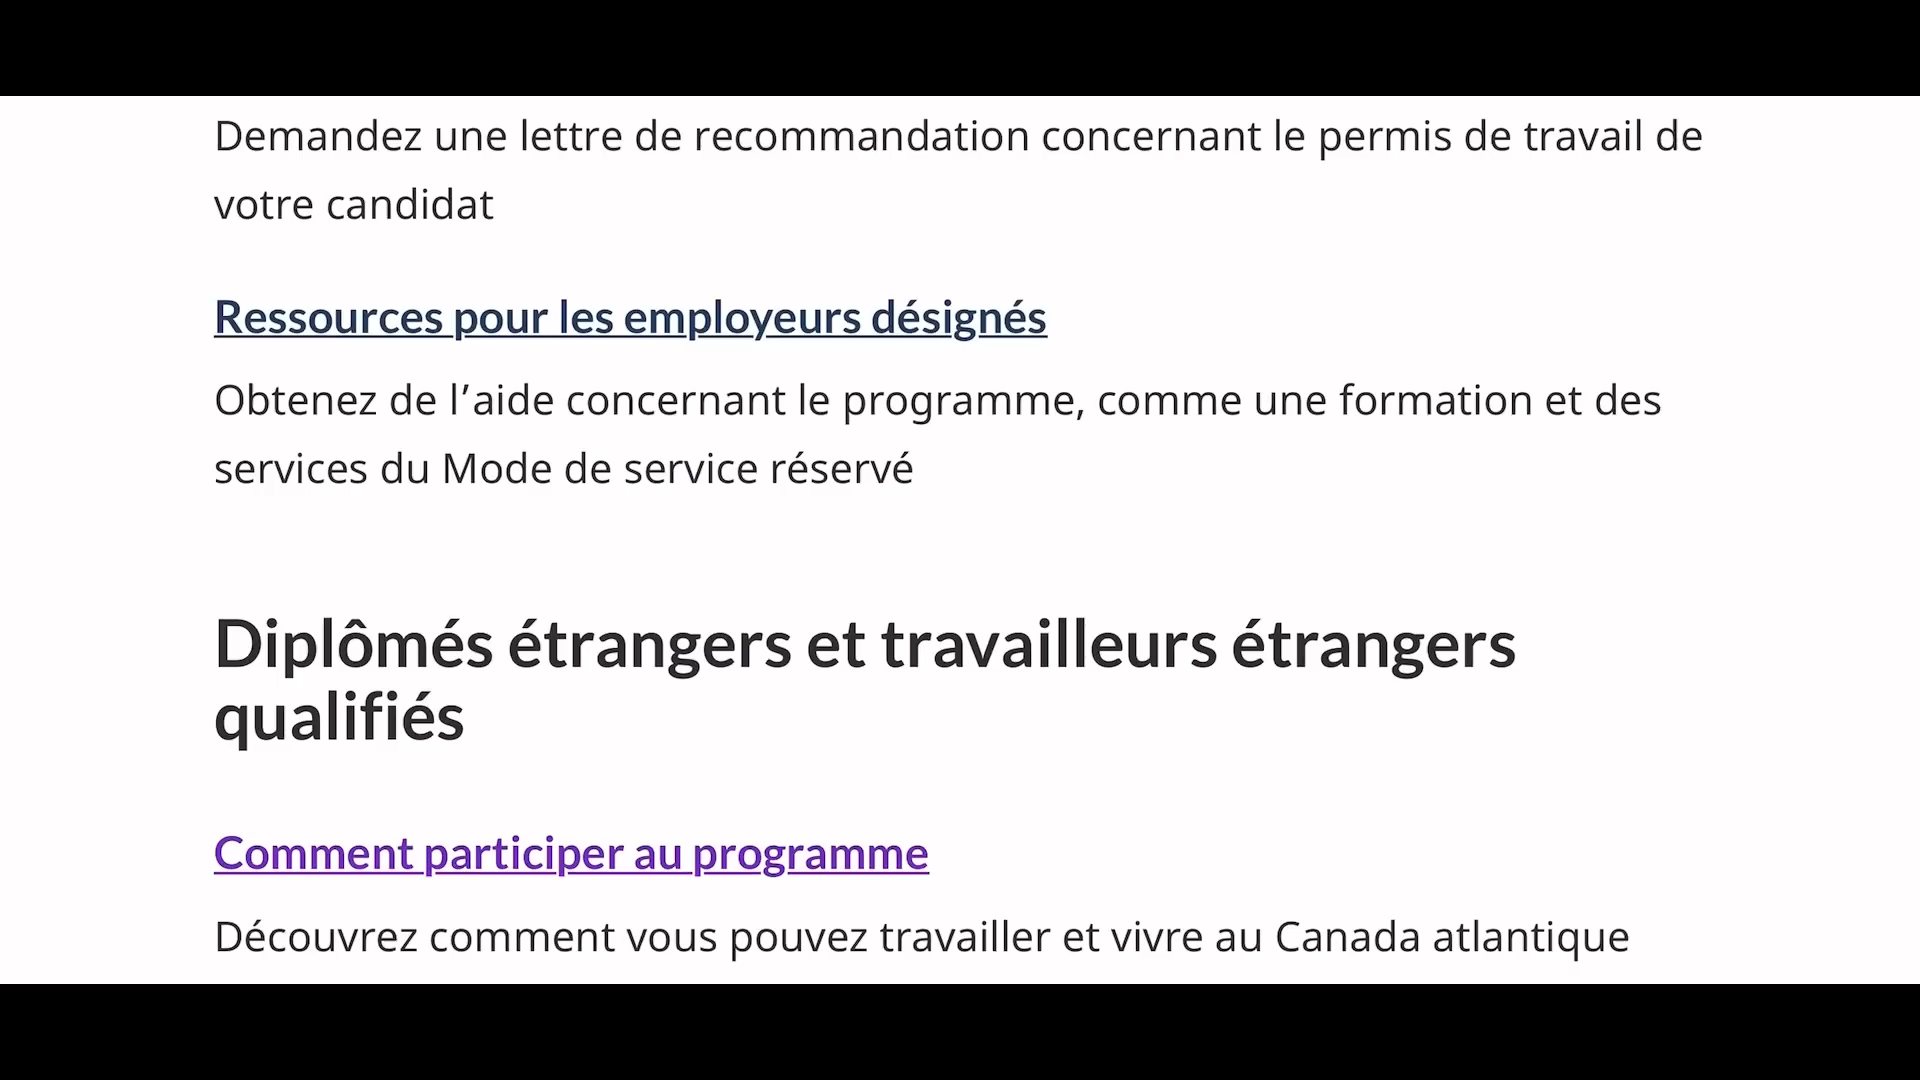 Demandez une lettre de recommandation concernant le permis de travail de
votre candidat
Ressources pour les employeurs désignés
Obtenez de l’aide concernant le programme, comme une formation et des
services du Mode de service réservé
Diplômés étrangers et travailleurs étrangers
qualifiés
Comment participer au programme
Découvrez comment vous pouvez travailler et vivre au Canada atlantique